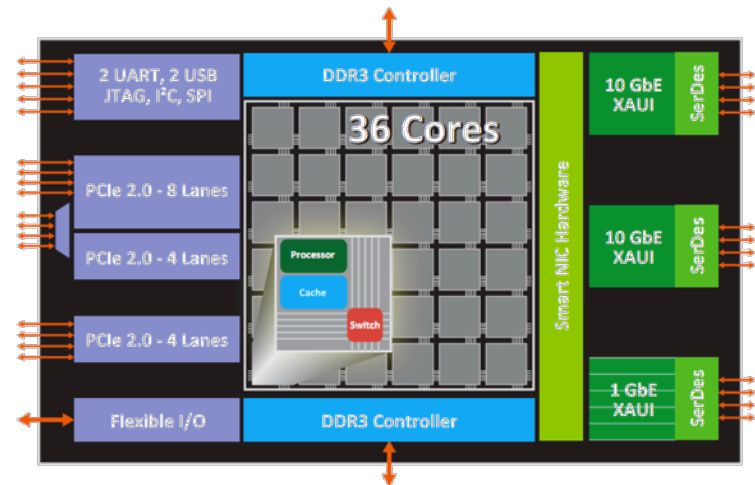 2 UART, 2 USB
JTAG, I²C, SPI
DDR3 Controller
10 GbE
XAUI
SerDes
36 Cores
PCIe 2.0 - 8 Lanes
PCIe 2.0 - 4 Lanes
Processor
Cache
Switch
Smart NIC Hardware
10 GbE
XAUI
SerDes
PCIe 2.0 - 4 Lanes
1 GbE
XAUI
SerDes
Flexible I/O
DDR3 Controller